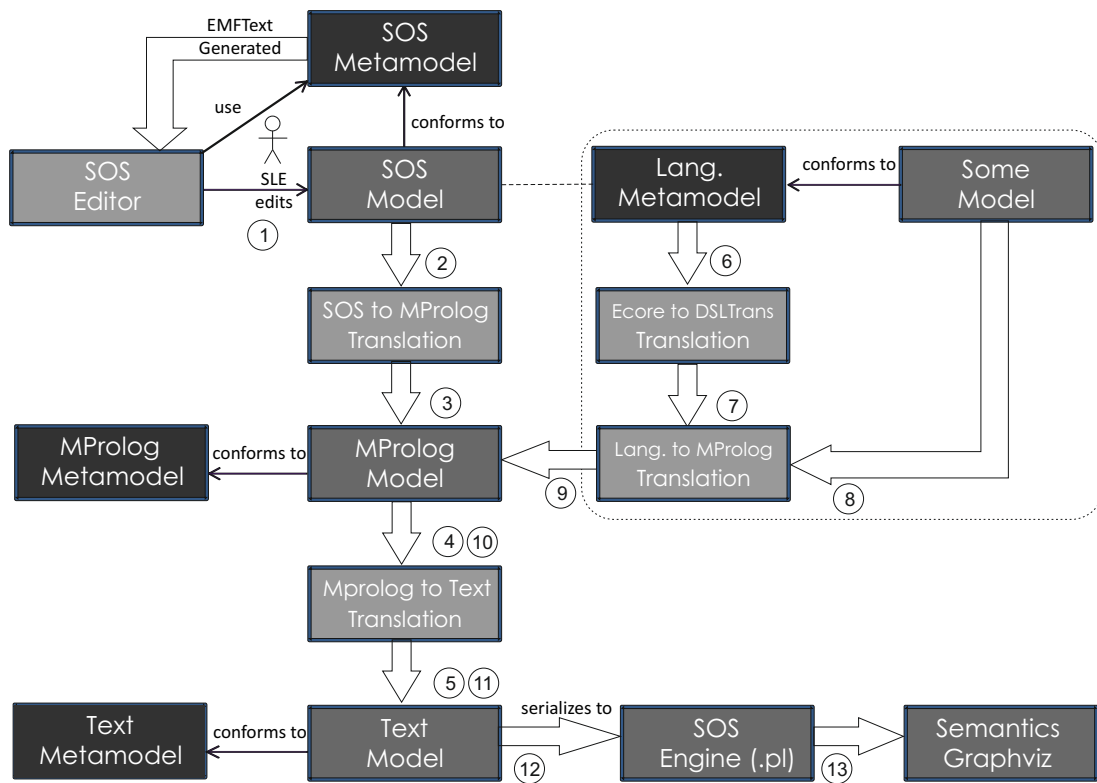 EMFText
Generated
SOS
Metamodel
use
conforms to
SOS
Editor
SLE
edits
1
SOS
Model
Lang.
Metamodel
conforms to
Some
Model
2
6
SOS to MProlog
Translation
Ecore to DSLTrans
Translation
3
7
MProlog
Metamodel
conforms to
MProlog
Model
9
Lang. to MProlog
Translation
8
4
10
Mprolog to Text
Translation
5
11
Text
Metamodel
conforms to
Text
Model
serializes to
12
SOS
Engine (.pl)
13
Semantics
Graphviz